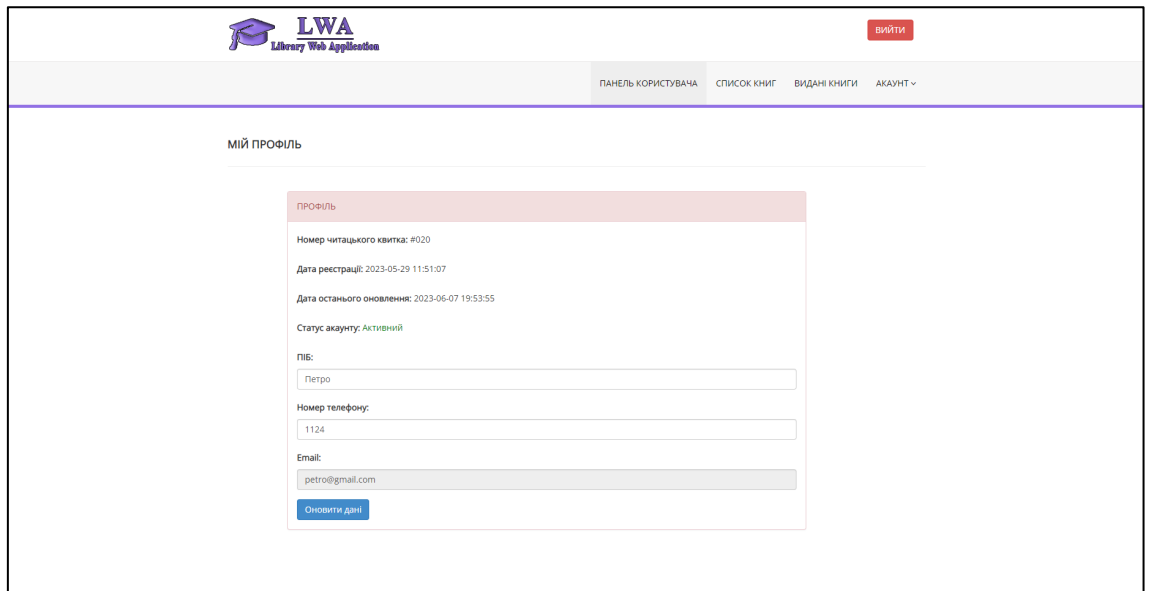 LWA
Library Web Application
ВИЙТИ
ПАНЕЛЬ КОРИСТУВАЧА СПИСОК КНИГ ВИДАНІ КНИГИ АКАУНТ
МІЙ ПРОФІЛЬ
ПРОФІЛЬ
Номер читацького квитка: #020
Дата реєстрації: 2023-05-29 11:51:07
Дата останього оновлення: 2023-06-07 19:53:55
Статус акаунту: Активний
ПІБ:
Петро
Номер телефону:
1124
Email:
petro@gmail.com
Оновити дані